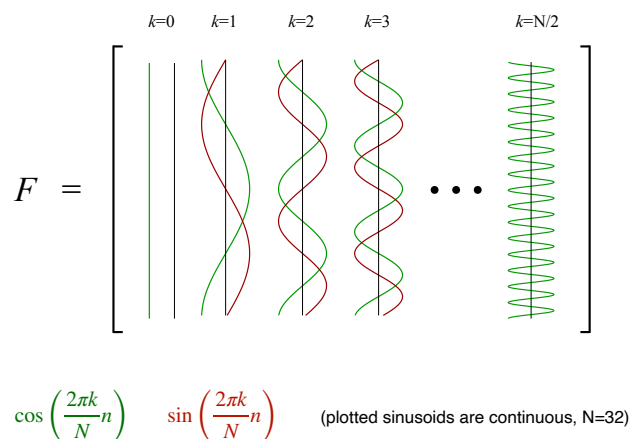 k=0 k=1 k=2 k=3 k=N/2
F = [ • • • ]
cos(2πk/N n) sin(2πk/N n) (plotted sinusoids are continuous, N=32)